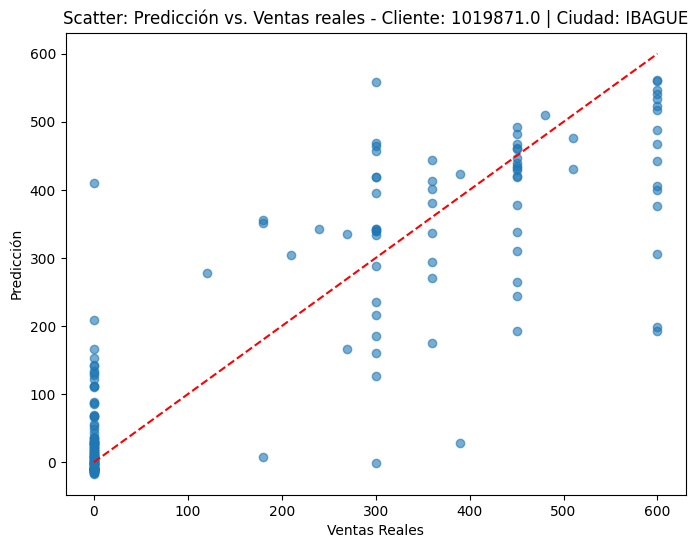 Scatter: Predicción vs. Ventas reales - Cliente: 1019871.0 | Ciudad: IBAGUE
600
500
400
300
200
100
0
Predicción
0 100 200 300 400 500 600
Ventas Reales